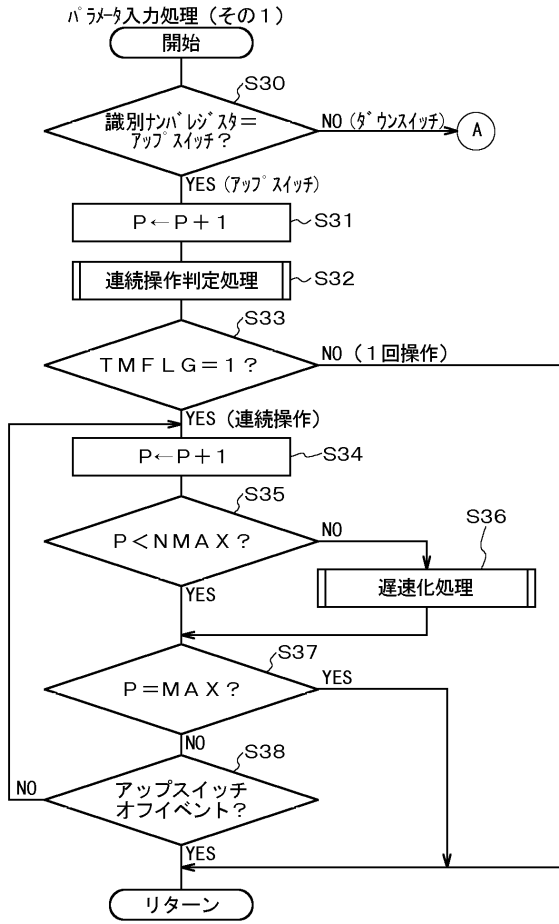 パラメータ入力処理（その１）
開始
S30
識別ナンバレジスタ＝
アップスイッチ？
NO（ダウンスイッチ）
A
YES（アップスイッチ）
P←P＋1
S31
連続操作判定処理
S32
S33
TMFLG＝1？
NO（１回操作）
YES（連続操作）
P←P＋1
S34
S35
P＜NMAX？
NO
S36
遅速化処理
YES
S37
P＝MAX？
YES
NO
S38
アップスイッチ
オフイベント？
NO
YES
リターン